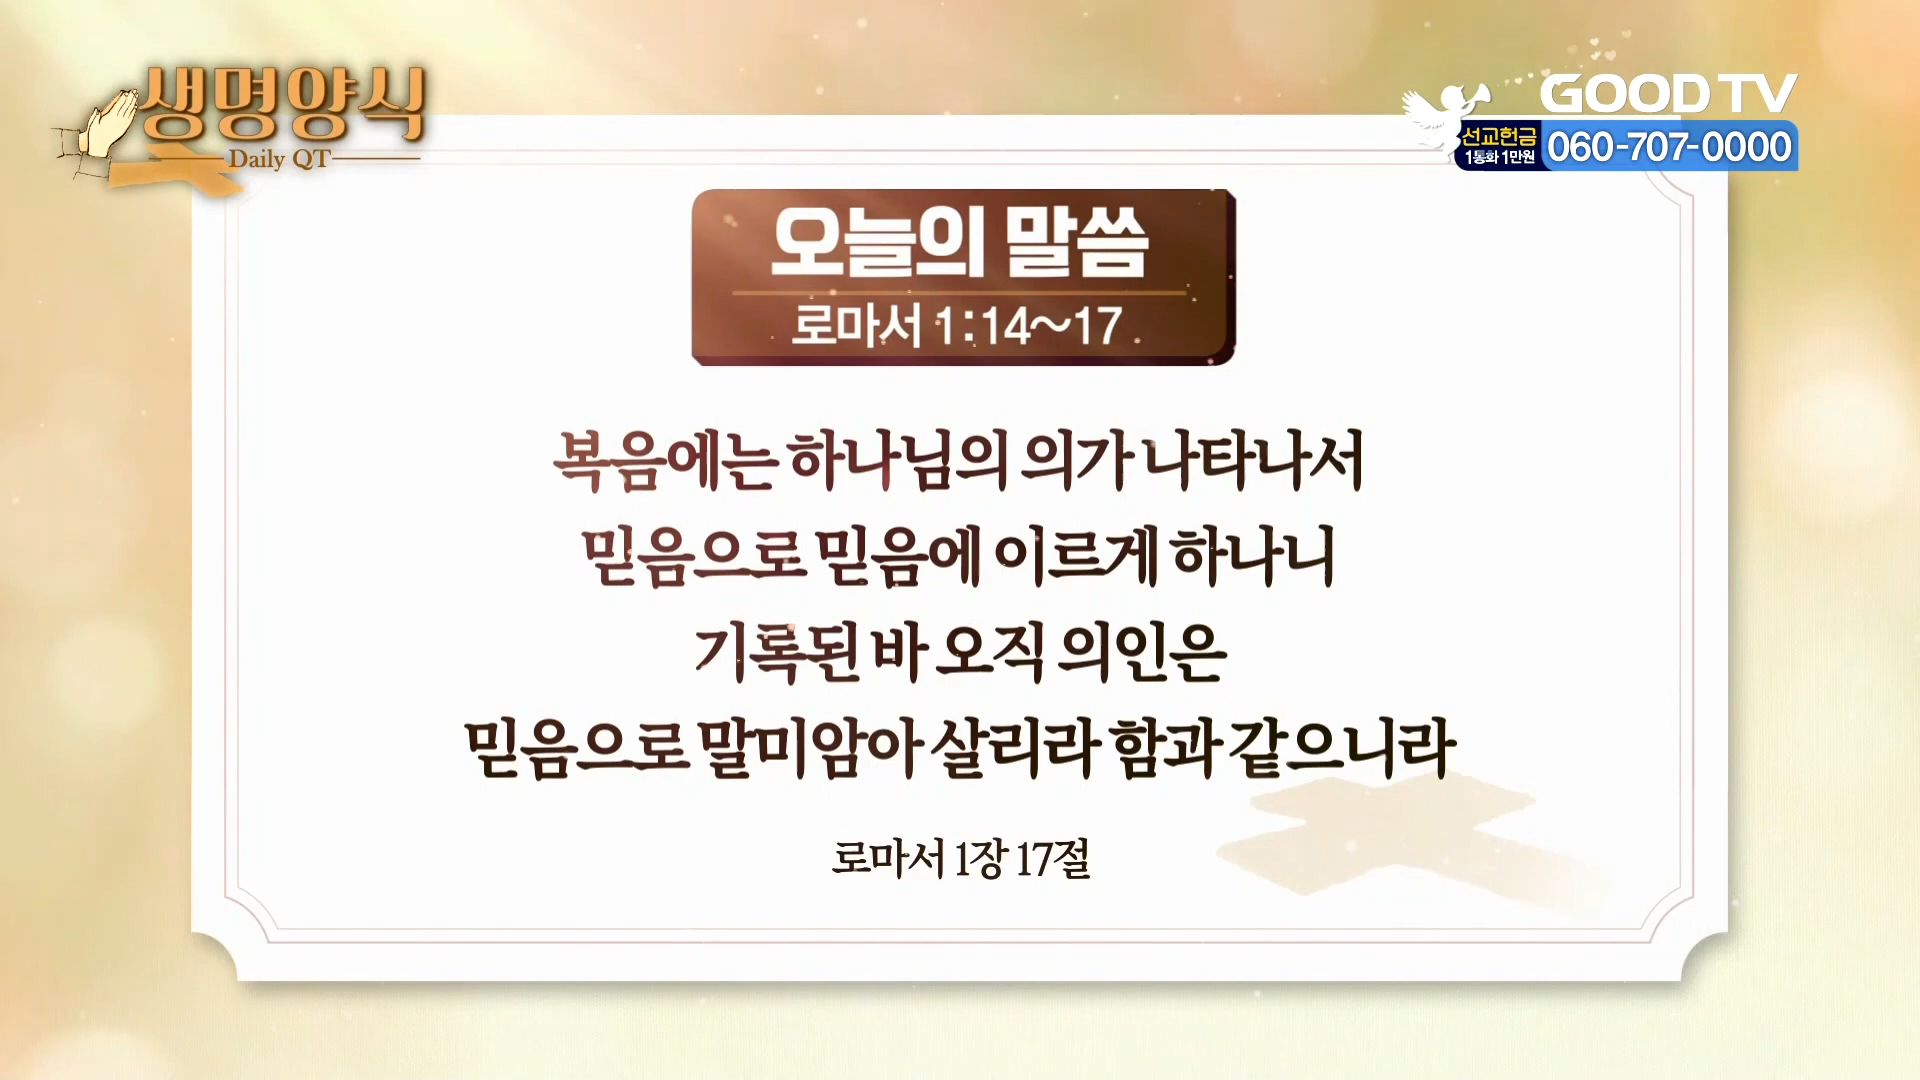 생명양식
Daily QT
GOODTV
선교헌금
1통화 1만원
060-707-0000
오늘의 말씀
로마서 1:14~17
복음에는 하나님의 의가 나타나서
믿음으로 믿음에 이르게 하나니
기록된 바 오직 의인은
믿음으로 말미암아 살리라 함과 같으니라
로마서 1장 17절